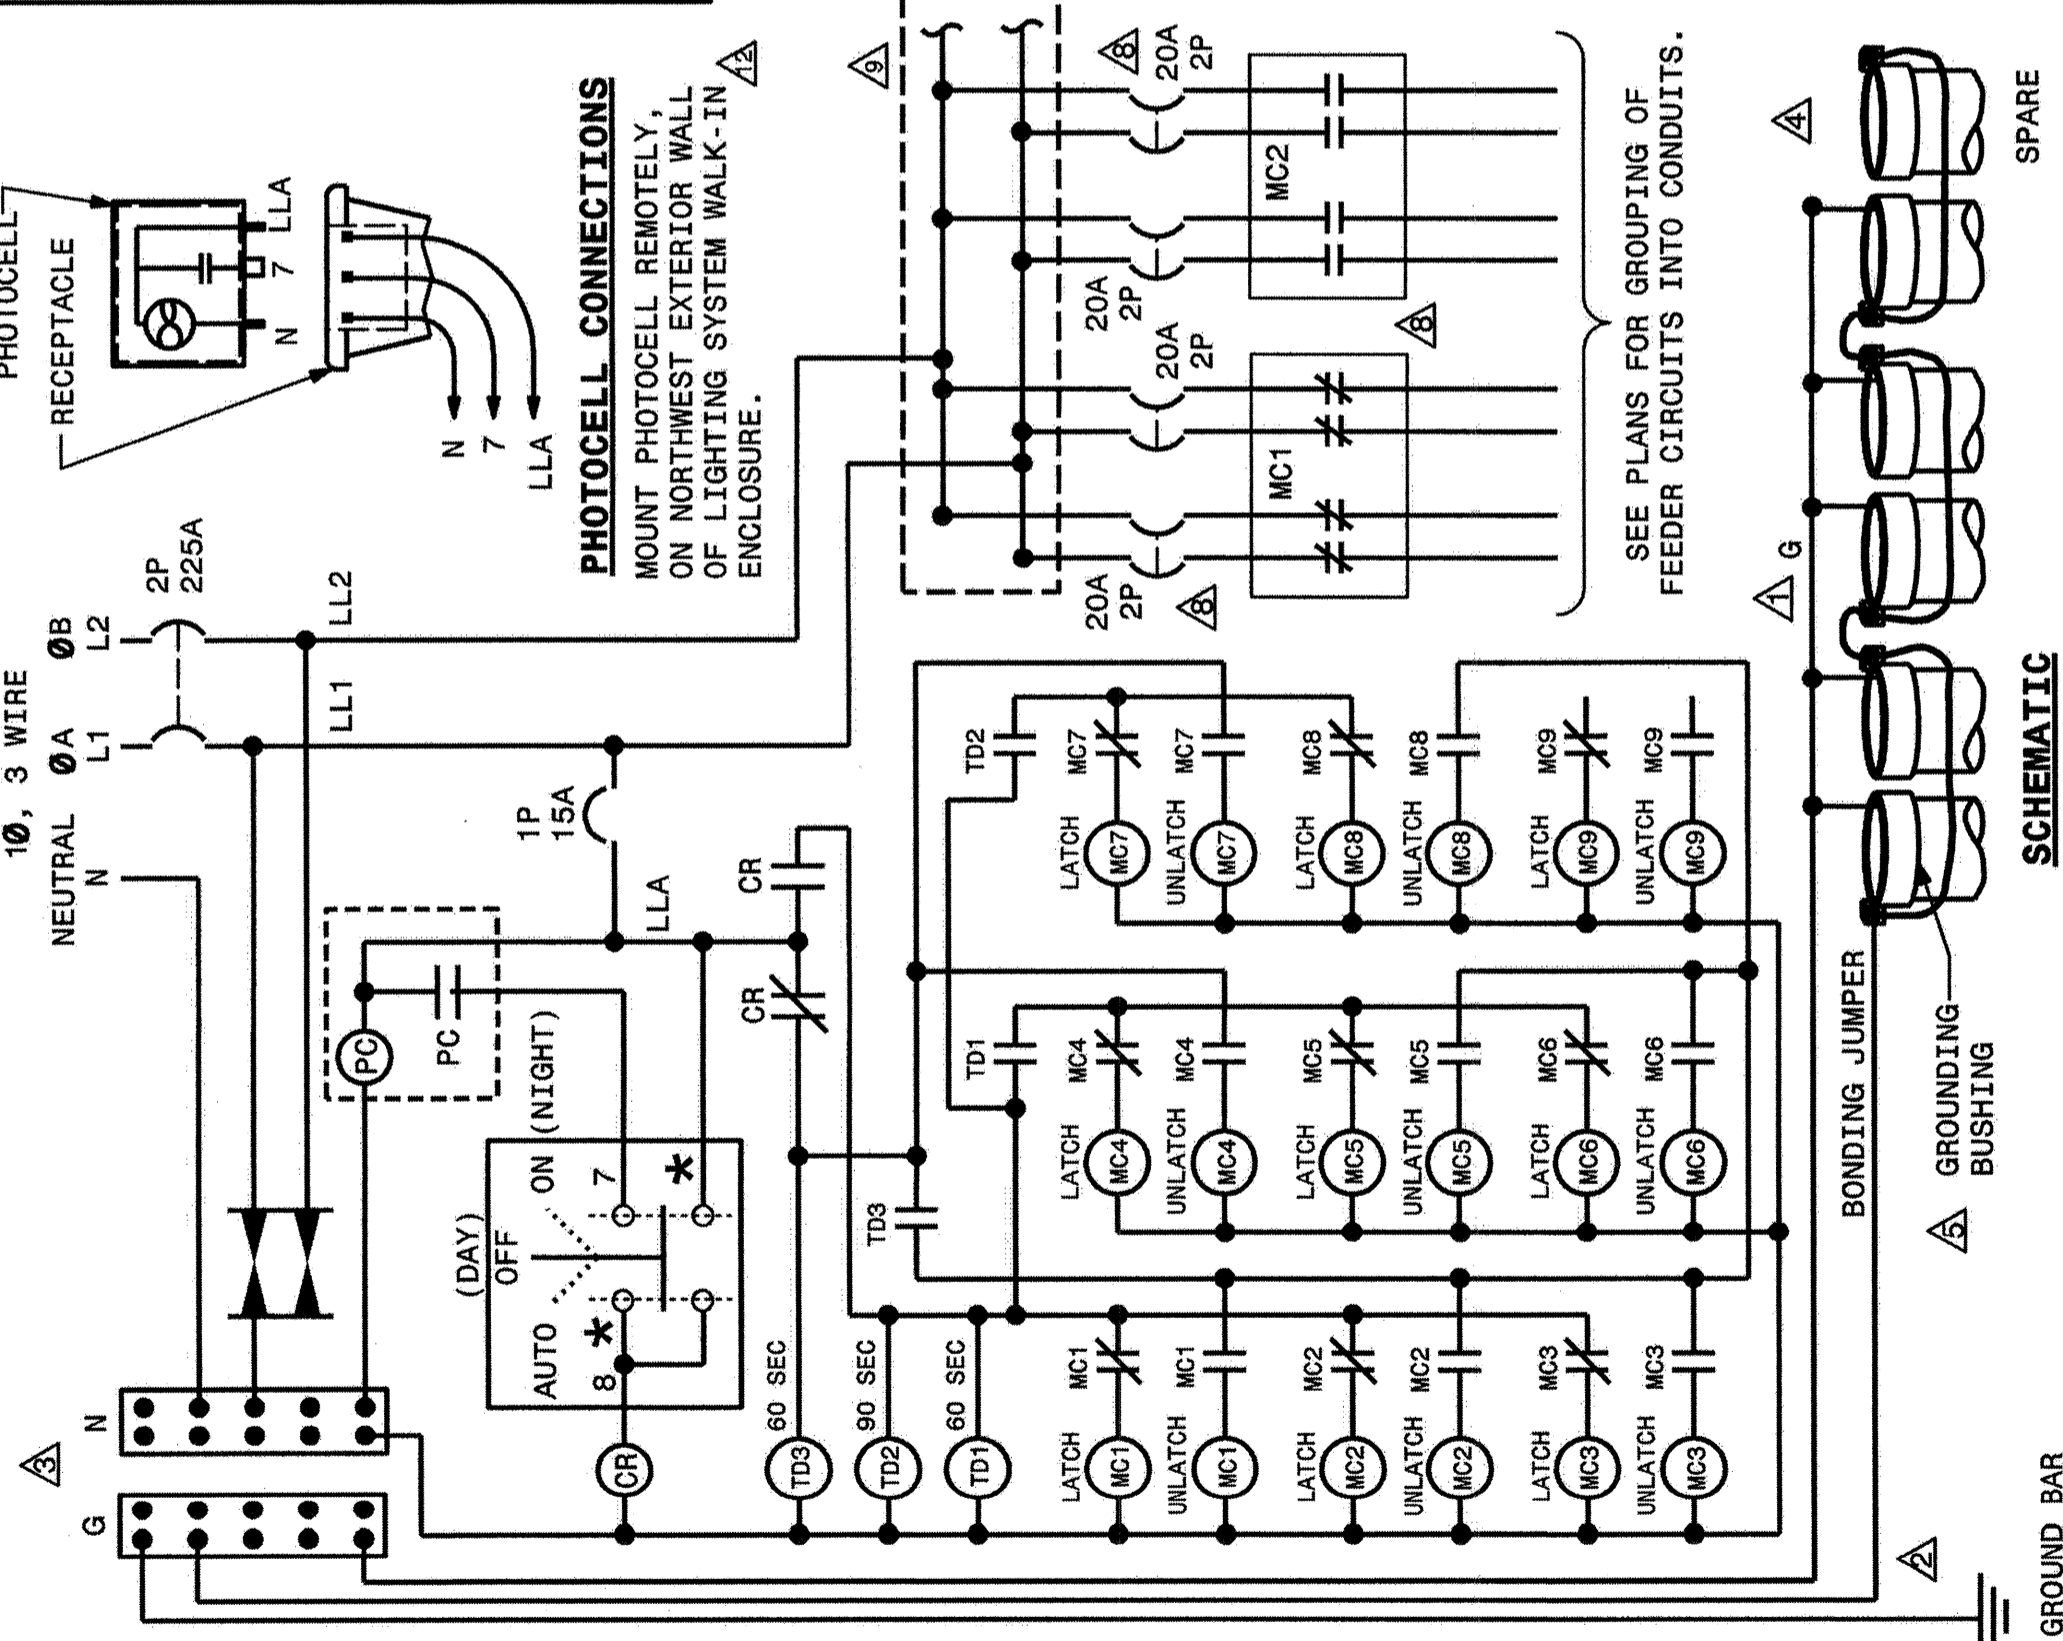 1Ø, 3 WIRE
NEUTRAL ØA ØB
N L1 L2
2P
225A
LL1
LL2
1P
15A
LLA
PHOTOCELL
RECEPTACLE
N 7 LLA
N
7
LLA
PHOTOCELL CONNECTIONS
MOUNT PHOTOCELL REMOTELY,
ON NORTHWEST EXTERIOR WALL
OF LIGHTING SYSTEM WALK-IN
ENCLOSURE.
12
3
G
N
PC
PC
(DAY)
OFF
AUTO
ON (NIGHT)
8 *
7
*
CR
CR
CR
TD3
60 SEC
TD2
90 SEC
TD1
60 SEC
TD3
TD1
TD2
LATCH
MC1
MC1
UNLATCH
MC1
MC1
LATCH
MC2
MC2
UNLATCH
MC2
MC2
LATCH
MC3
MC3
UNLATCH
MC3
MC3
LATCH
MC4
MC4
UNLATCH
MC4
MC4
LATCH
MC5
MC5
UNLATCH
MC5
MC5
LATCH
MC6
MC6
UNLATCH
MC6
MC6
LATCH
MC7
MC7
UNLATCH
MC7
MC7
LATCH
MC8
MC8
UNLATCH
MC8
MC8
LATCH
MC9
MC9
UNLATCH
MC9
MC9
9
20A
2P
8
20A
2P
20A
2P
20A
2P
8
MC1
MC2
8
SEE PLANS FOR GROUPING OF
FEEDER CIRCUITS INTO CONDUITS.
1
G
4
SPARE
BONDING JUMPER
5
GROUNDING
BUSHING
2
GROUND BAR
SCHEMATIC